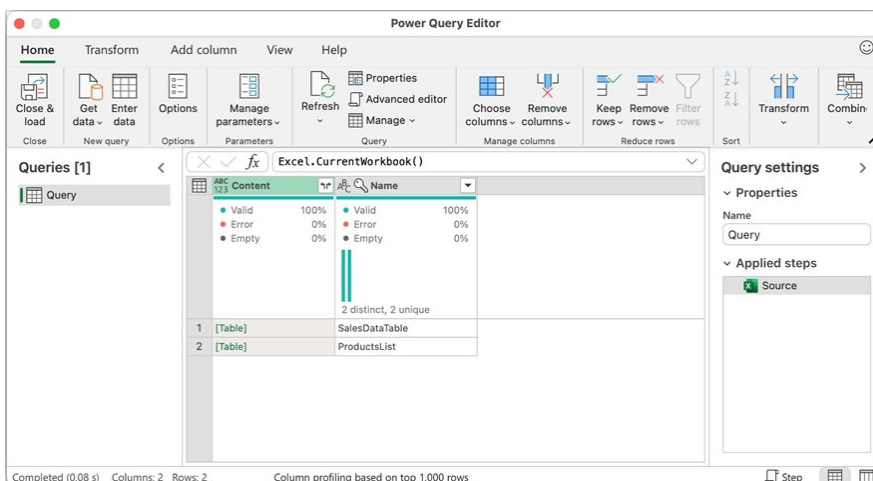 Power Query Editor
Home Transform Add column View Help
Close & load
Get data
Enter data
Options
Manage parameters
Refresh
Properties
Advanced editor
Manage
Choose columns
Remove columns
Keep rows
Remove rows
Filter rows
A Z
Z A
Transform
Combin
Close New query Options Parameters Query Manage columns Reduce rows Sort
Queries [1]
Query
fx Excel.CurrentWorkbook()
ABC 123 Content
ABC Name
Valid 100%
Error 0%
Empty 0%
Valid 100%
Error 0%
Empty 0%
2 distinct, 2 unique
1 [Table] SalesDataTable
2 [Table] ProductsList
Query settings
Properties
Name
Query
Applied steps
Source
Completed (0.08 s) Columns: 2 Rows: 2 Column profiling based on top 1,000 rows Step